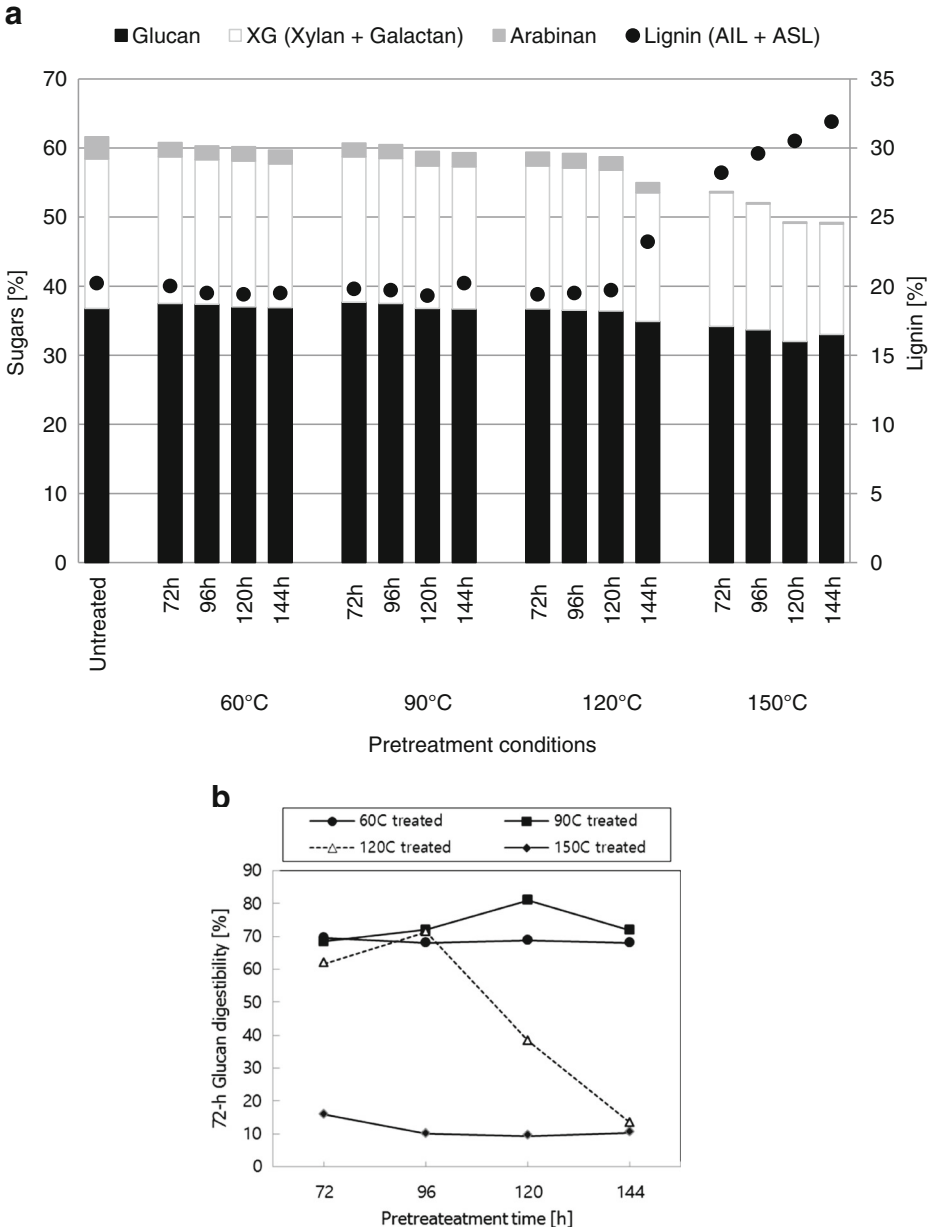 a
Glucan XG (Xylan + Galactan) Arabinan Lignin (AIL + ASL)
70 35
60 30
50 25
40 20
30 15
20 10
10 5
0 0
Sugars [%]
Lignin [%]
Untreated 72h 96h 120h 144h 72h 96h 120h 144h 72h 96h 120h 144h 72h 96h 120h 144h
60°C 90°C 120°C 150°C
Pretreatment conditions
b
60C treated 90C treated
120C treated 150C treated
90
80
70
60
50
40
30
20
10
0
72-h Glucan digestibility [%]
72 96 120 144
Pretreateatment time [h]